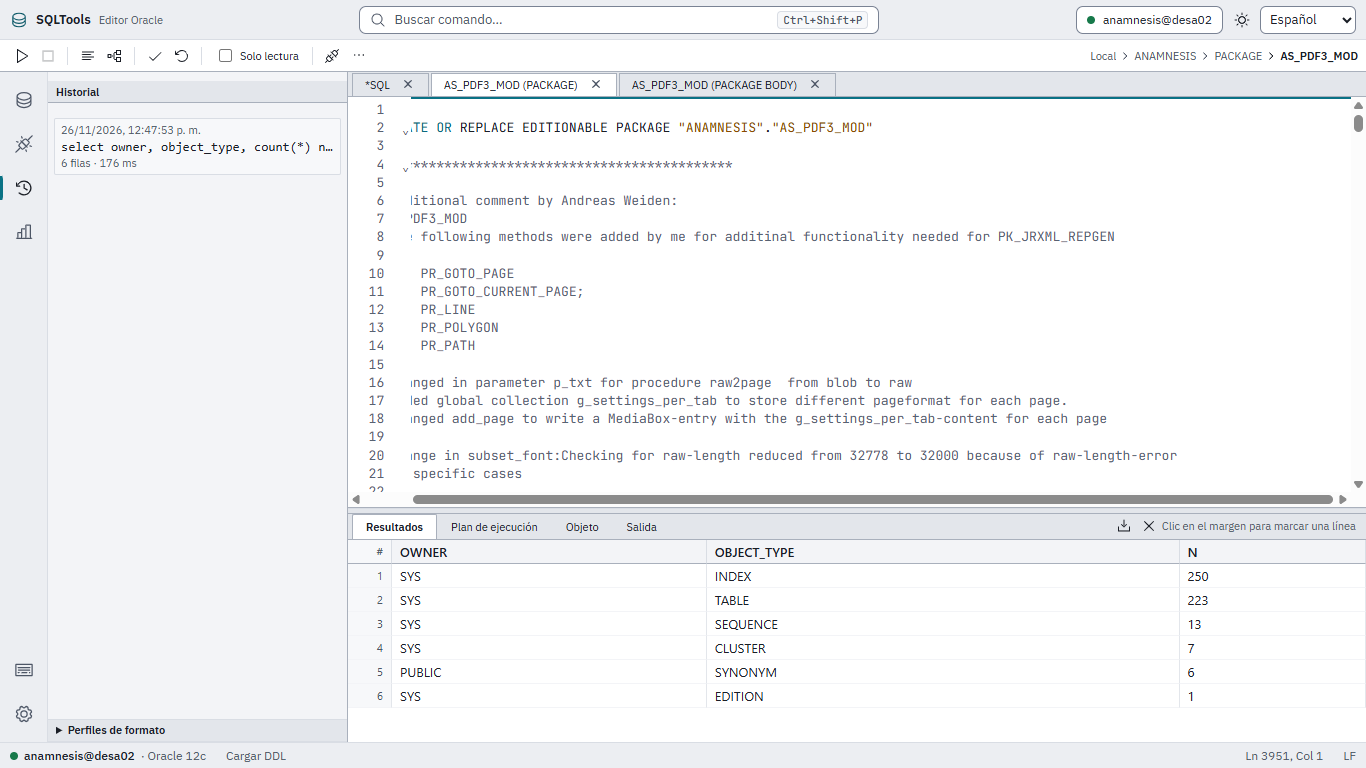 SQLTools Editor Oracle
Buscar comando... Ctrl+Shift+P
anamnesis@desa02
Español
Solo lectura
Local > ANAMNESIS > PACKAGE > AS_PDF3_MOD
Historial
26/11/2026, 12:47:53 p. m.
select owner, object_type, count(*) n…
6 filas · 176 ms
Perfiles de formato
*SQL
AS_PDF3_MOD (PACKAGE)
AS_PDF3_MOD (PACKAGE BODY)
1
2 TE OR REPLACE EDITIONABLE PACKAGE "ANAMNESIS"."AS_PDF3_MOD"
3
4 *****************************************
5
6 ditional comment by Andreas Weiden:
7 PDF3_MOD
8 following methods were added by me for additinal functionality needed for PK_JRXML_REPGEN
9
10 PR_GOTO_PAGE
11 PR_GOTO_CURRENT_PAGE;
12 PR_LINE
13 PR_POLYGON
14 PR_PATH
15
16 nged in parameter p_txt for procedure raw2page  from blob to raw
17 ed global collection g_settings_per_tab to store different pageformat for each page.
18 nged add_page to write a MediaBox-entry with the g_settings_per_tab-content for each page
19
20 nge in subset_font:Checking for raw-length reduced from 32778 to 32000 because of raw-length-error
21 specific cases
22
Resultados Plan de ejecución Objeto Salida
Clic en el margen para marcar una línea
# OWNER OBJECT_TYPE N
1 SYS INDEX 250
2 SYS TABLE 223
3 SYS SEQUENCE 13
4 SYS CLUSTER 7
5 PUBLIC SYNONYM 6
6 SYS EDITION 1
anamnesis@desa02 · Oracle 12c Cargar DDL
Ln 3951, Col 1 LF